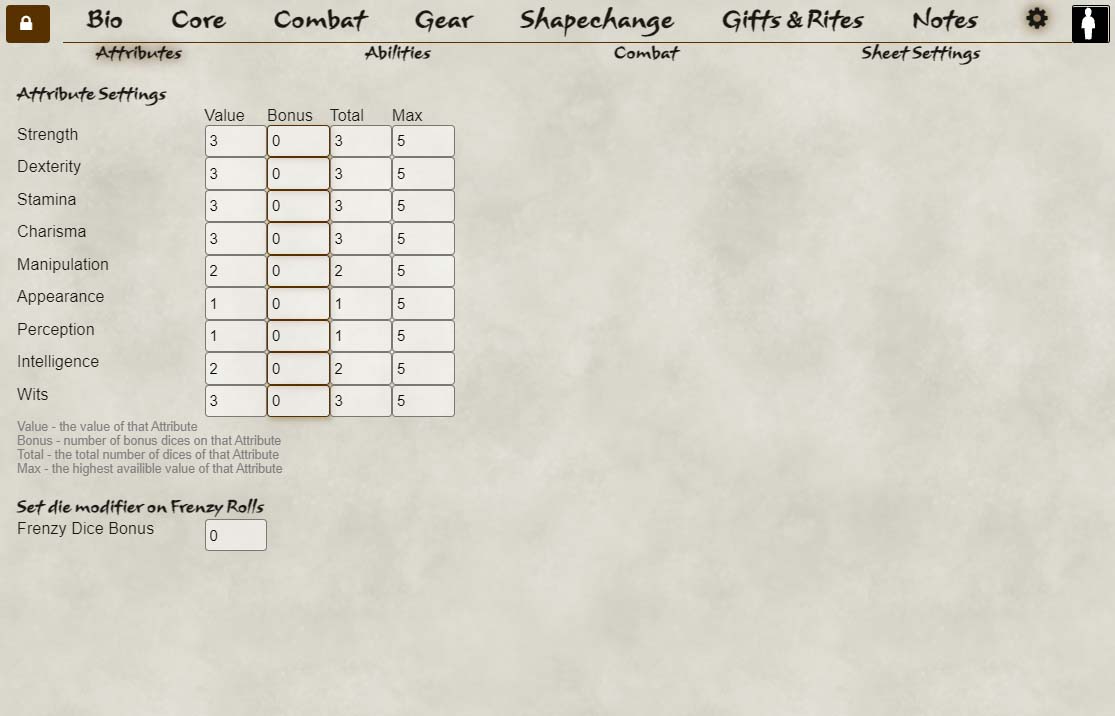 Bio Core Combat Gear Shapechange Gifts & Rites Notes
Attributes Abilities Combat Sheet Settings
Attribute Settings
Value Bonus Total Max
Strength 3 0 3 5
Dexterity 3 0 3 5
Stamina 3 0 3 5
Charisma 3 0 3 5
Manipulation 2 0 2 5
Appearance 1 0 1 5
Perception 1 0 1 5
Intelligence 2 0 2 5
Wits 3 0 3 5
Value - the value of that Attribute
Bonus - number of bonus dices on that Attribute
Total - the total number of dices of that Attribute
Max - the highest availible value of that Attribute
Set die modifier on Frenzy Rolls
Frenzy Dice Bonus 0